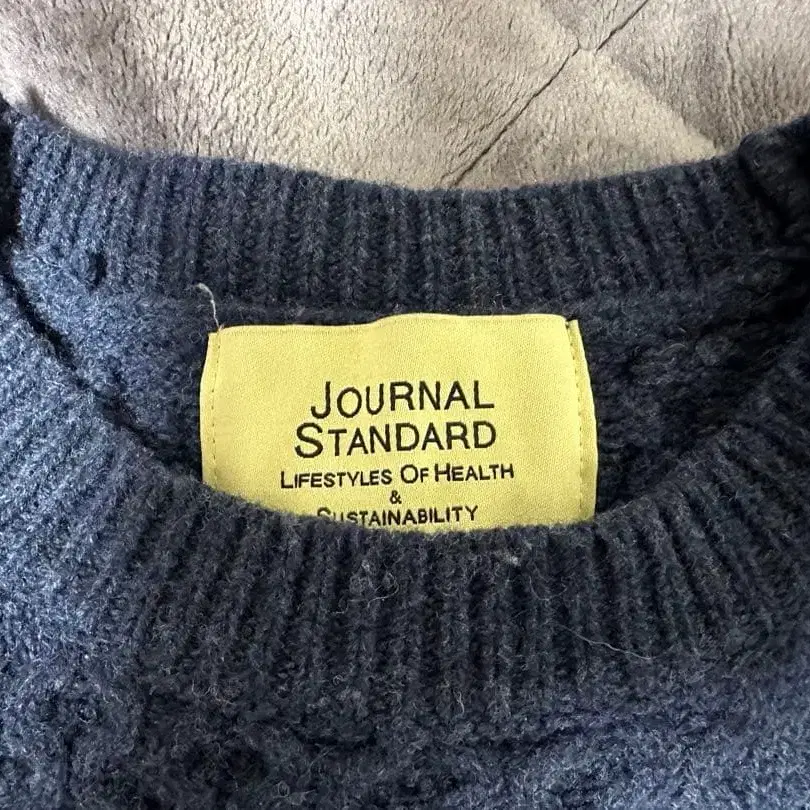 JOURNAL
STANDARD
LIFESTYLES OF HEALTH
&
SUSTAINABILITY